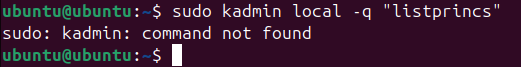 ubuntu@ubuntu:~$ sudo kadmin local -q "listprincs"
sudo: kadmin: command not found
ubuntu@ubuntu:~$